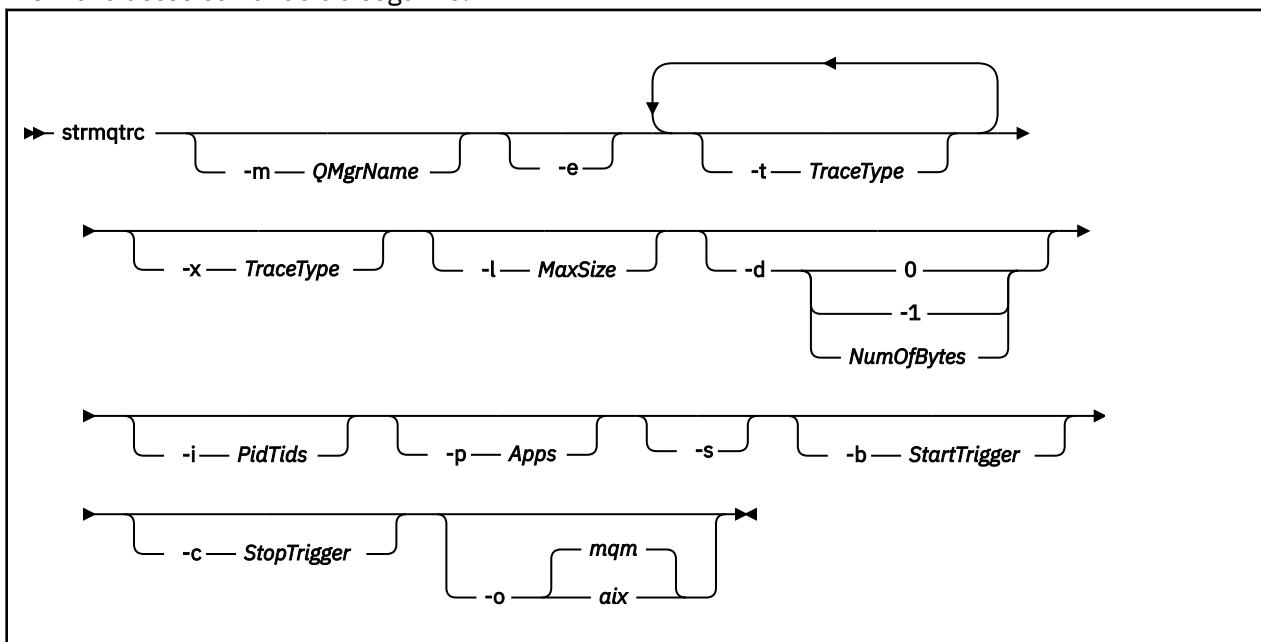 strmqtrc
-m QMgrName
-e
-t TraceType
-x TraceType
-l MaxSize
-d 0
-1
NumOfBytes
-i PidTids
-p Apps
-s
-b StartTrigger
-c StopTrigger
mqm
-o aix